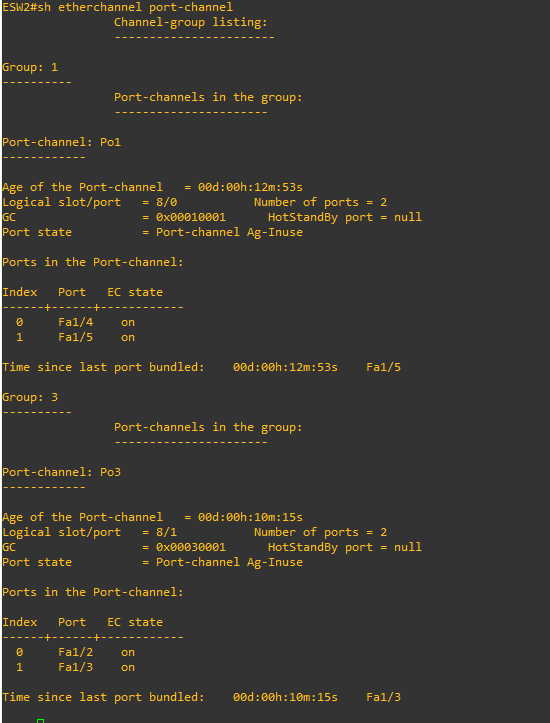 ESW2#sh etherchannel port-channel
                Channel-group listing:
                -----------------------

Group: 1
----------
                Port-channels in the group:
                ----------------------

Port-channel: Po1
------------

Age of the Port-channel   = 00d:00h:12m:53s
Logical slot/port   = 8/0           Number of ports = 2
GC                  = 0x00010001      HotStandBy port = null
Port state          = Port-channel Ag-Inuse

Ports in the Port-channel:

Index   Port   EC state
------+------+------------
  0     Fa1/4    on
  1     Fa1/5    on

Time since last port bundled:    00d:00h:12m:53s    Fa1/5

Group: 3
----------
                Port-channels in the group:
                ----------------------

Port-channel: Po3
------------

Age of the Port-channel   = 00d:00h:10m:15s
Logical slot/port   = 8/1           Number of ports = 2
GC                  = 0x00030001      HotStandBy port = null
Port state          = Port-channel Ag-Inuse

Ports in the Port-channel:

Index   Port   EC state
------+------+------------
  0     Fa1/2    on
  1     Fa1/3    on

Time since last port bundled:    00d:00h:10m:15s    Fa1/3